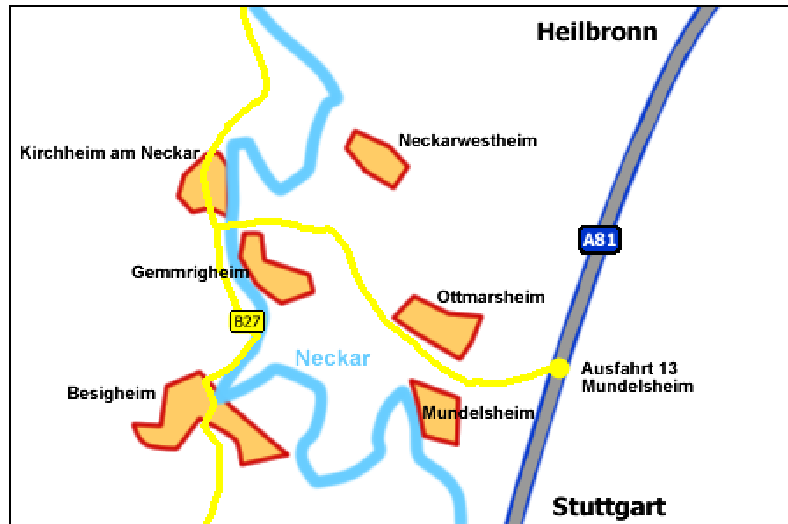 Heilbronn
Neckarwestheim
Kirchheim am Neckar
A81
Gemmrigheim
Ottmarsheim
B27
Neckar
Ausfahrt 13
Mundelsheim
Besigheim
Mundelsheim
Stuttgart